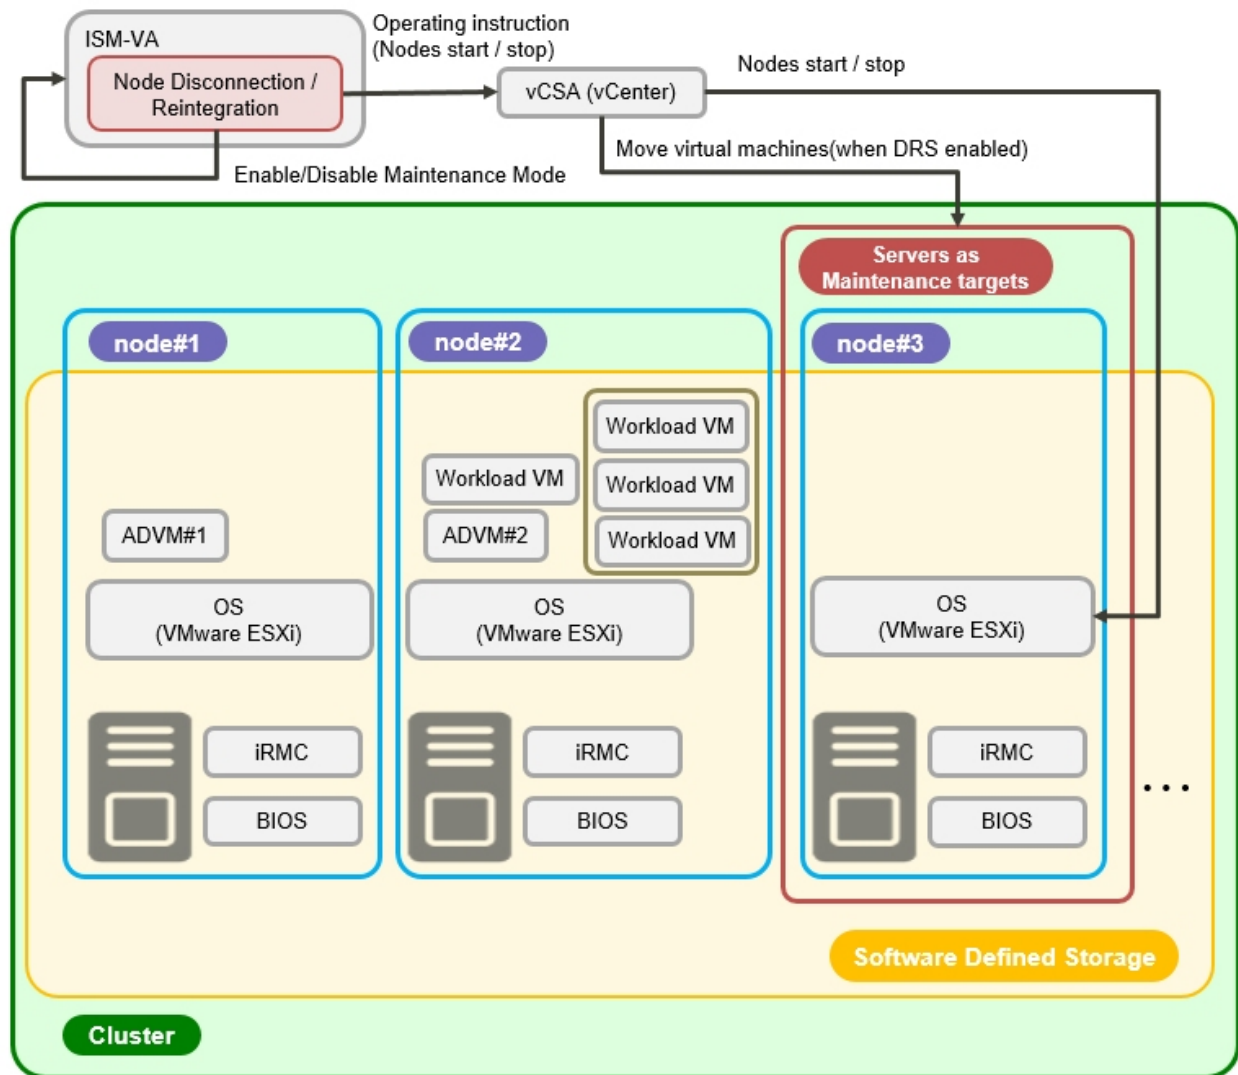 ISM-VA
Node Disconnection /
Reintegration
Operating instruction
(Nodes start / stop)
vCSA (vCenter)
Nodes start / stop
Move virtual machines(when DRS enabled)
Enable/Disable Maintenance Mode
Servers as
Maintenance targets
node#1
node#2
node#3
Workload VM
Workload VM
Workload VM
Workload VM
ADVM#1
ADVM#2
OS
(VMware ESXi)
OS
(VMware ESXi)
OS
(VMware ESXi)
iRMC
iRMC
iRMC
BIOS
BIOS
BIOS
...
Software Defined Storage
Cluster